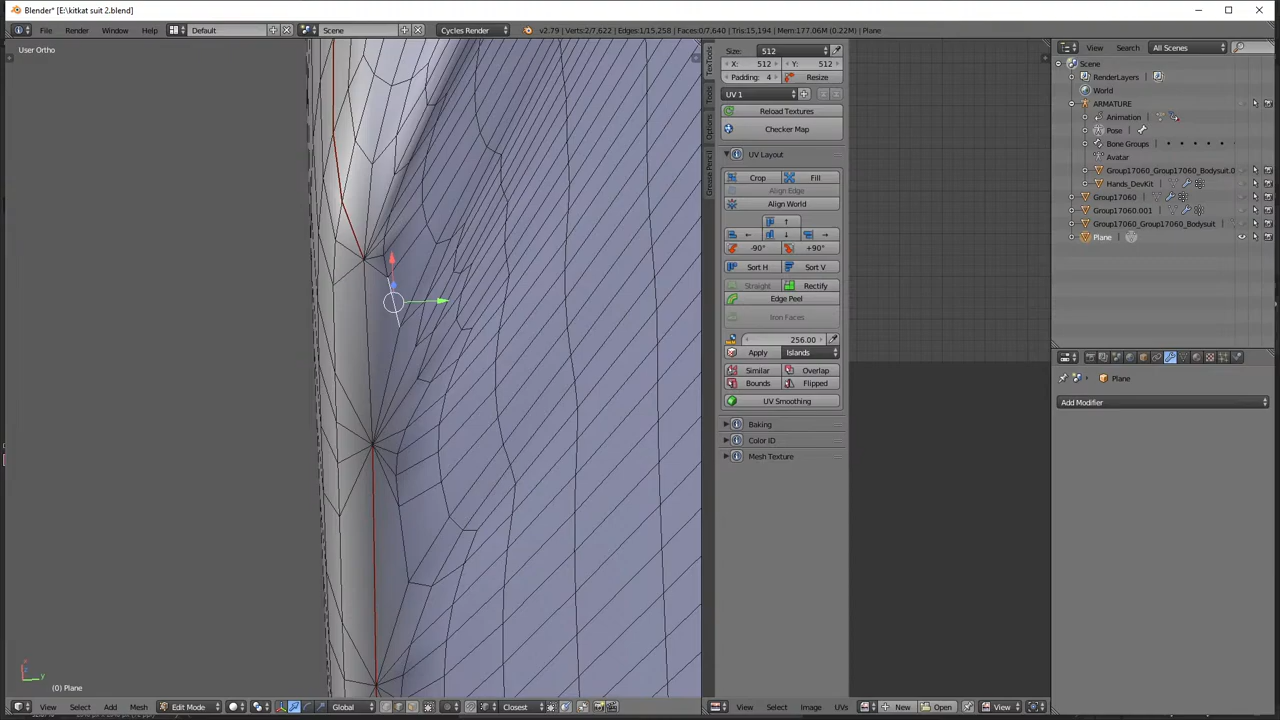 Blender* [E:\kitkat suit 2.blend]
File Render Window Help Default Scene Cycles Render v2.79 | Verts:2/7,622 | Edges:1/15,258 | Faces:0/7,640 | Tris:15,194 | Mem:177.06M (0.22M) | Plane
User Ortho
Size: 512
X: 512 Y: 512
Padding: 4 Resize
UV 1
Reload Textures
Checker Map
UV Layout
Crop Fill
Align Edge
Align World
-90° +90°
Sort H Sort V
Straight Rectify
Edge Peel
Iron Faces
256.00
Apply Islands
Similar Overlap
Bounds Flipped
UV Smoothing
Baking
Color ID
Mesh Texture
TexTools
Tools
Options
Grease Pencil
View Search All Scenes
Scene
RenderLayers
World
ARMATURE
Animation
Pose
Bone Groups
Avatar
Group17060_Group17060_Bodysuit.0
Hands_DevKit
Group17060
Group17060.001
Group17060_Group17060_Bodysuit
Plane
Plane
Add Modifier
(0) Plane
View Select Add Mesh Edit Mode Global Closest
View Select Image UVs New Open View